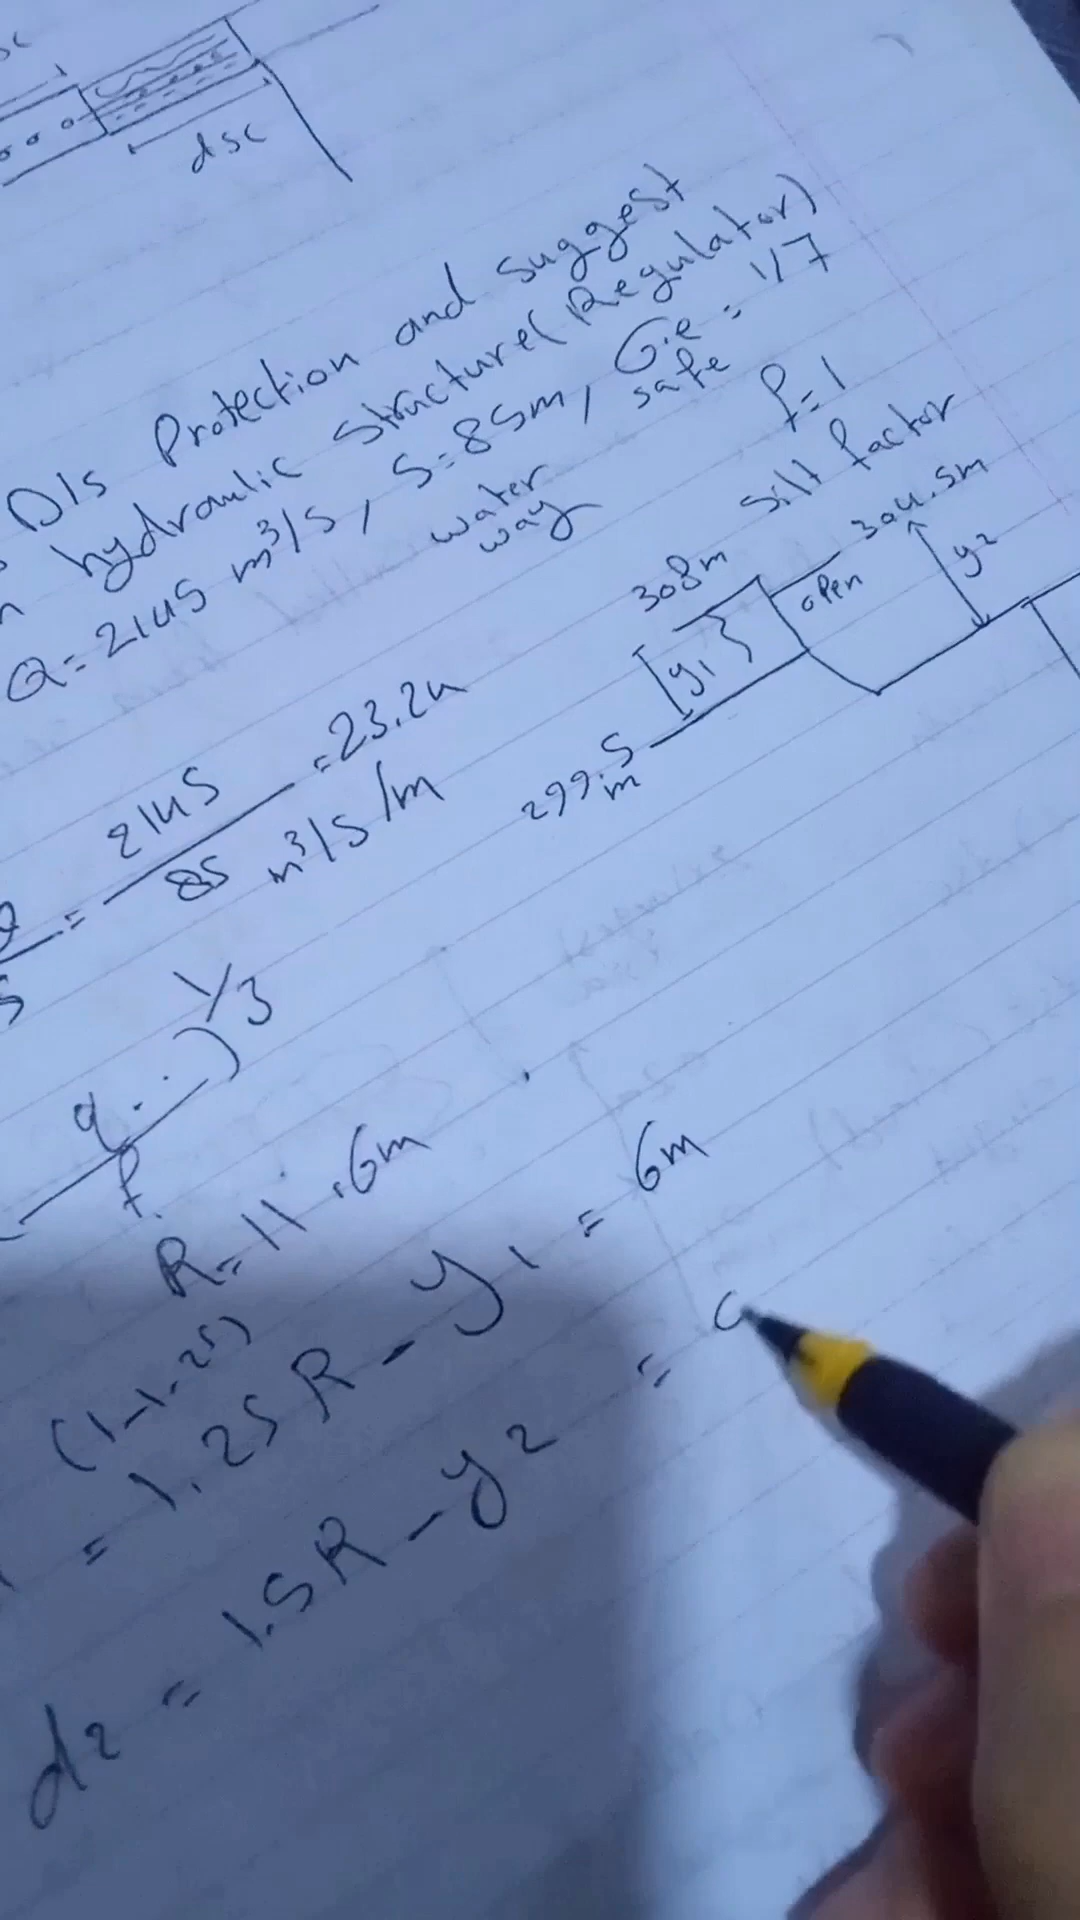 dsc
D/s Protection and suggest
hydraulic structure (Regulator)
Q = 2145 m³/s, S = 85m, G.e = 1/7
safe
water
way
f = 1
silt factor
308m
304.5m
open
y1
y2
299.5
m
= 2145 / 85 = 23.24
m³/s/m
q.. / f. )1/3
R = 11.6m
(1-1.25)
= 1.25R - y1 = 6m
d2 = 1.5R - y2 =